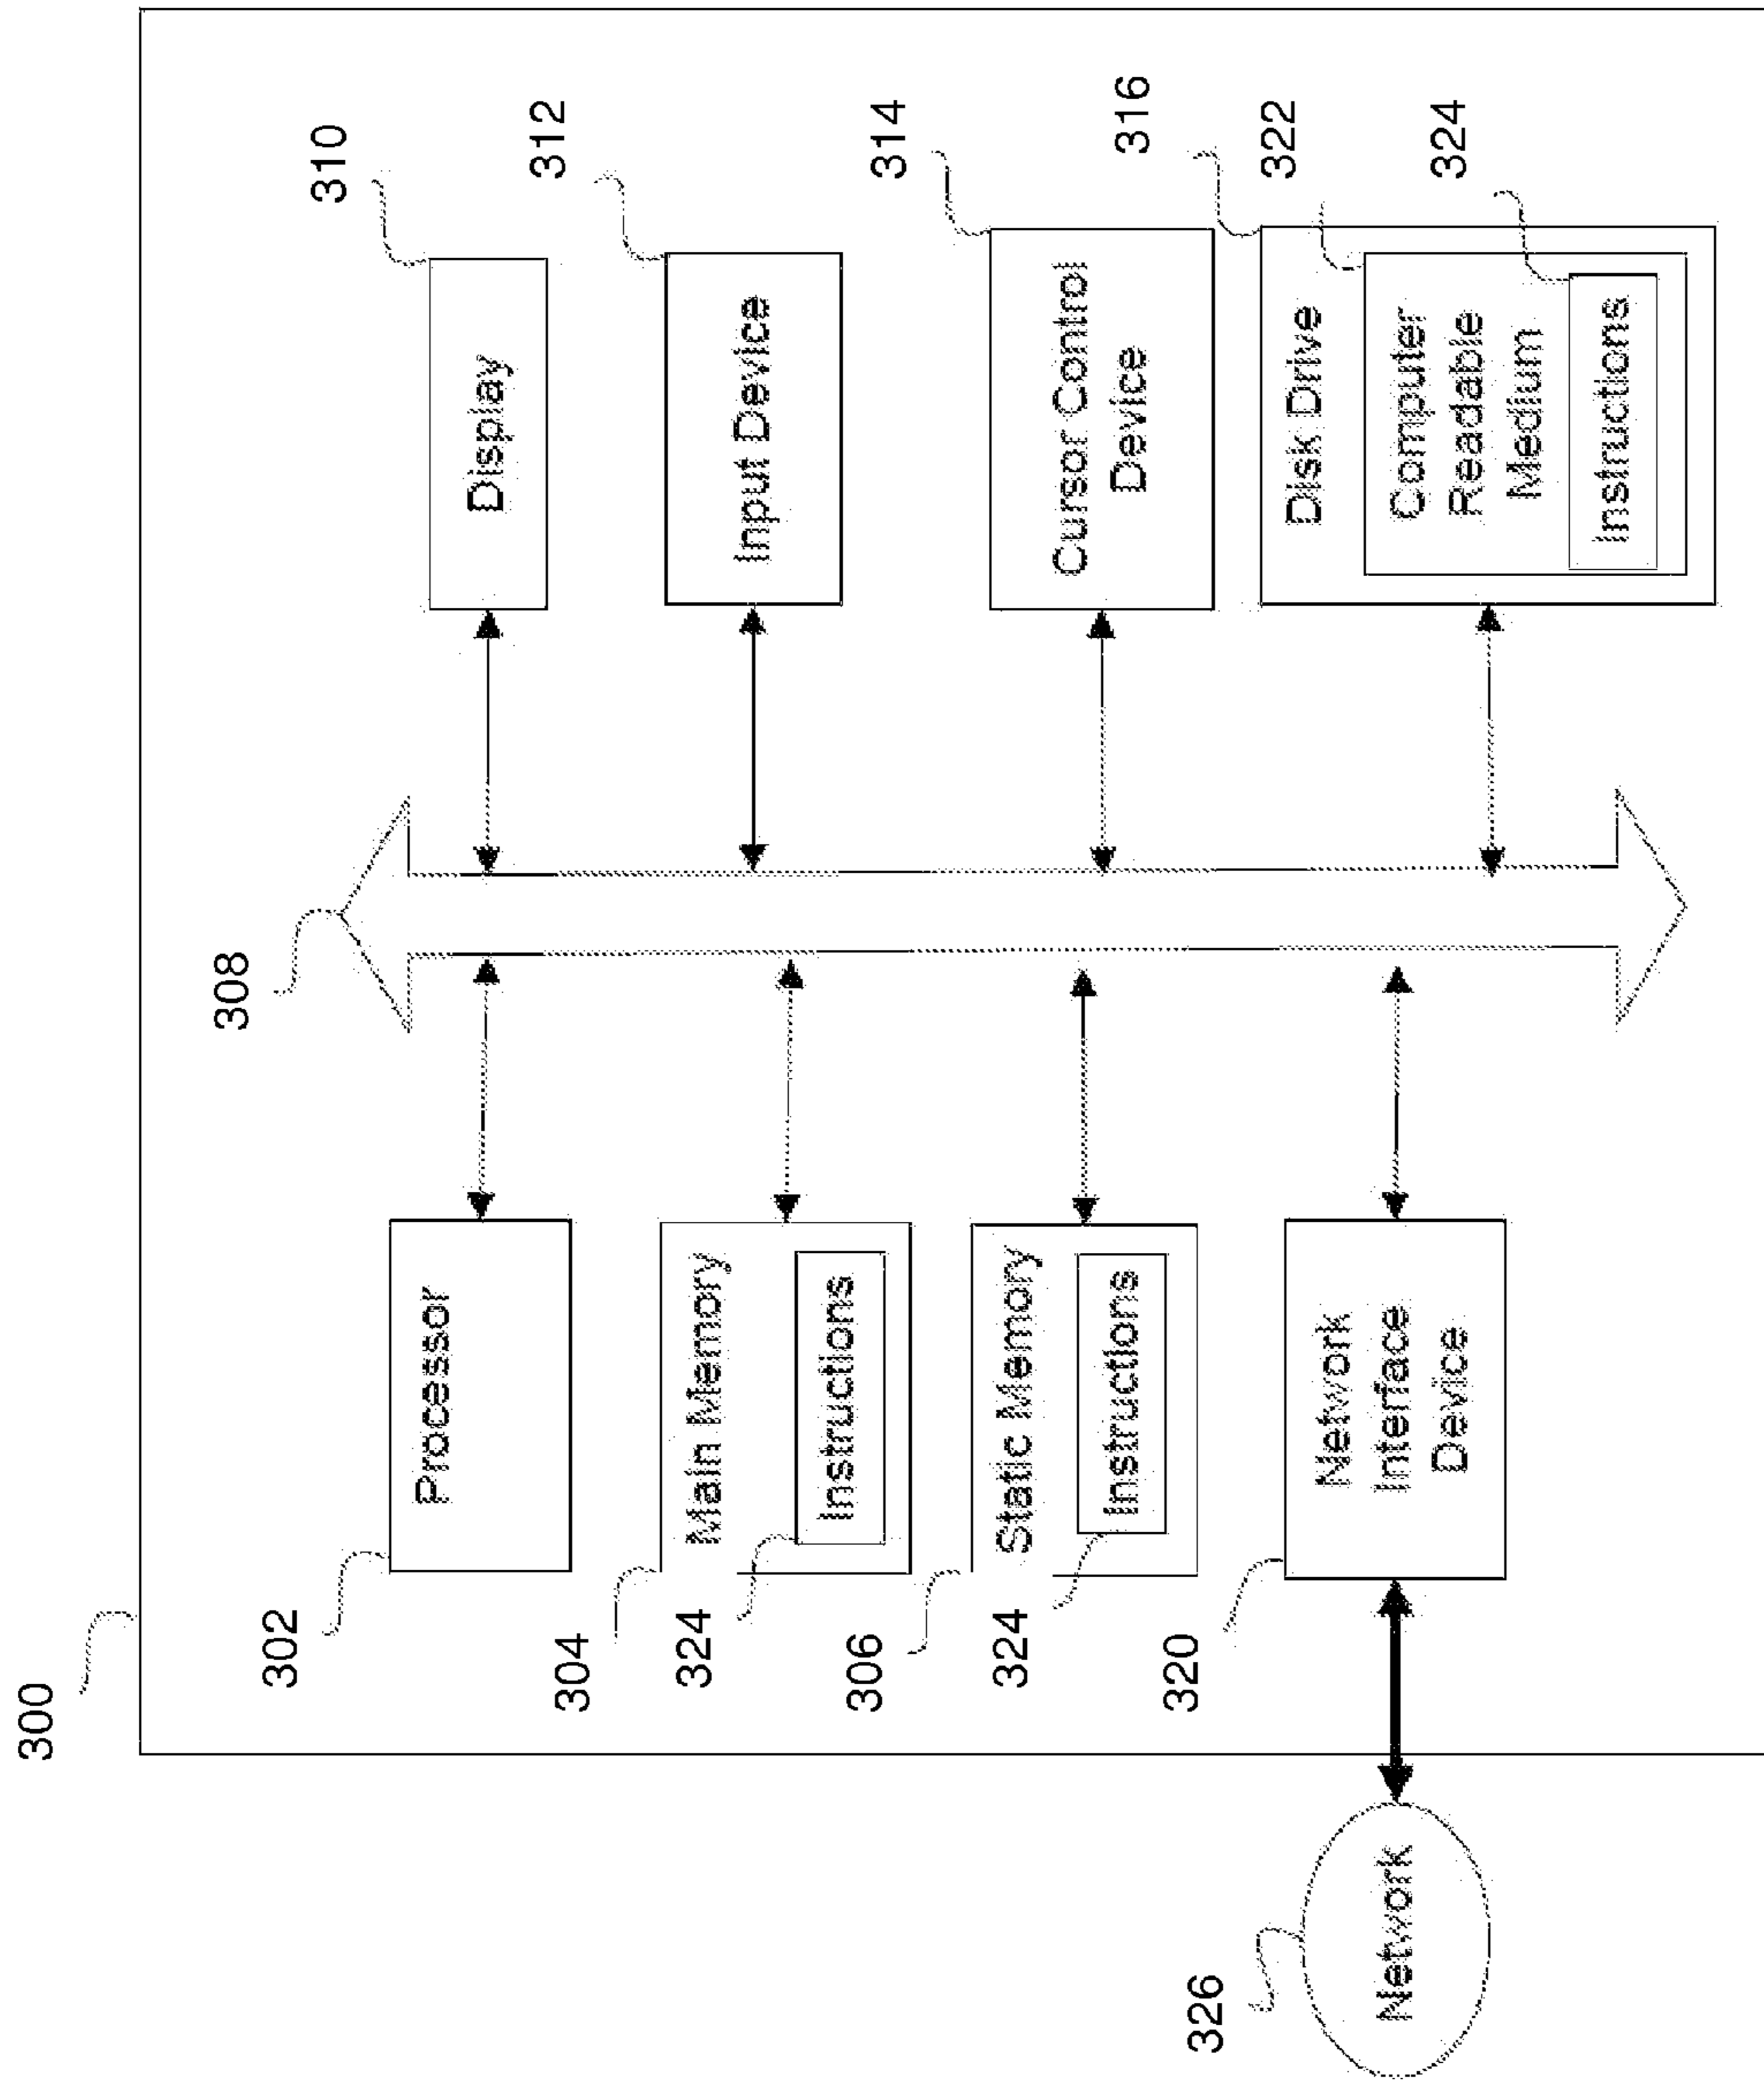 300
302
Processor
304
Main Memory
324
Instructions
306
Static Memory
324
Instructions
320
Network
Interface
Device
326
Network
308
310
Display
312
Input Device
314
Cursor Control
Device
316
Disk Drive
322
Computer
Readable
Medium
324
Instructions